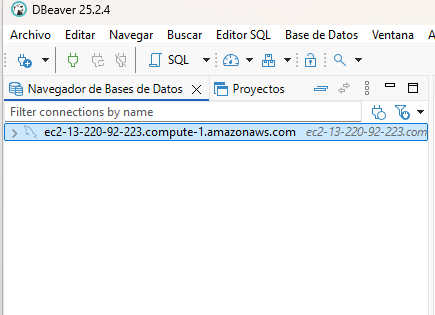 DBeaver 25.2.4
Archivo Editar Navegar Buscar Editor SQL Base de Datos Ventana A
SQL
Navegador de Bases de Datos Proyectos
Filter connections by name
ec2-13-220-92-223.compute-1.amazonaws.com ec2-13-220-92-223.com